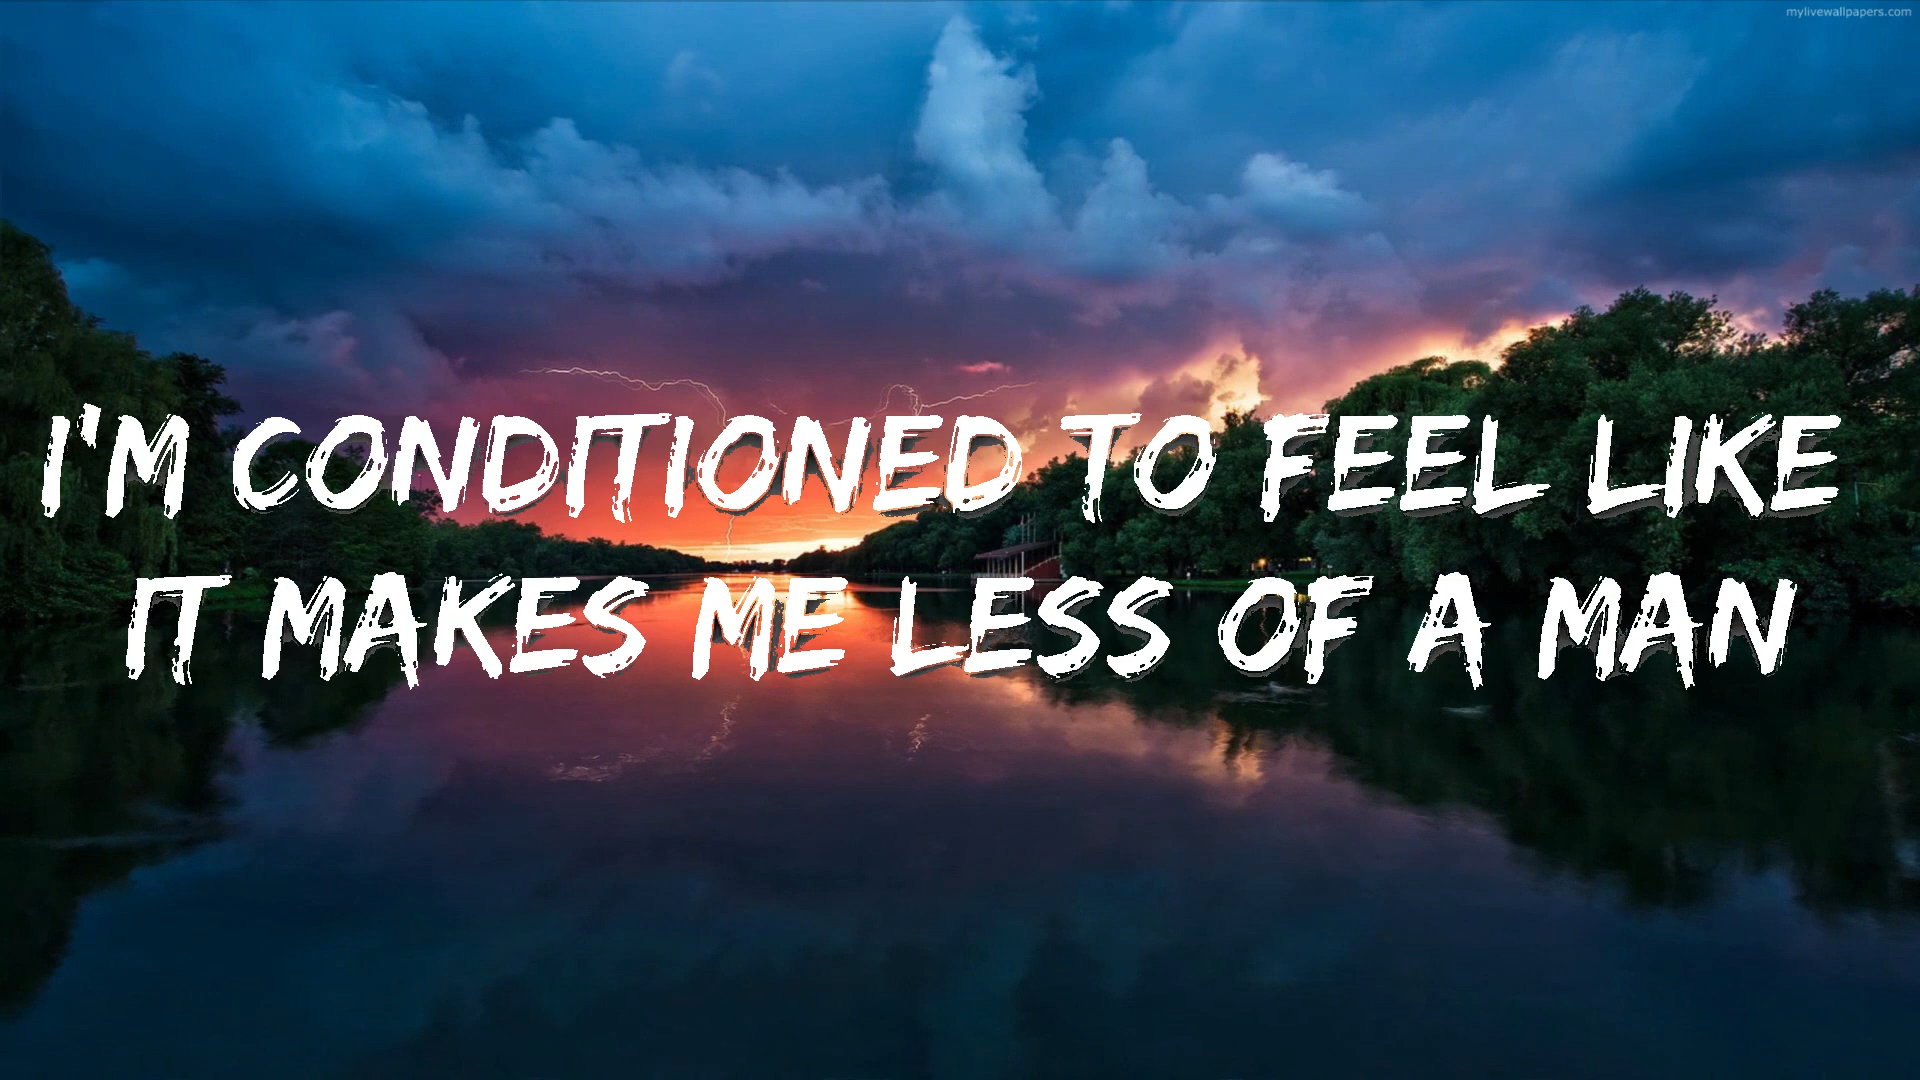 mylivewallpapers.com
I'M CONDITIONED TO FEEL LIKE
IT MAKES ME LESS OF A MAN